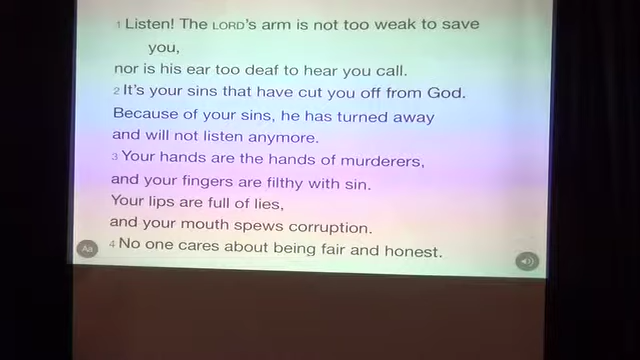 1 Listen! The LORD's arm is not too weak to save
you,
nor is his ear too deaf to hear you call.
2 It's your sins that have cut you off from God.
Because of your sins, he has turned away
and will not listen anymore.
3 Your hands are the hands of murderers,
and your fingers are filthy with sin.
Your lips are full of lies,
and your mouth spews corruption.
4 No one cares about being fair and honest.
Aa